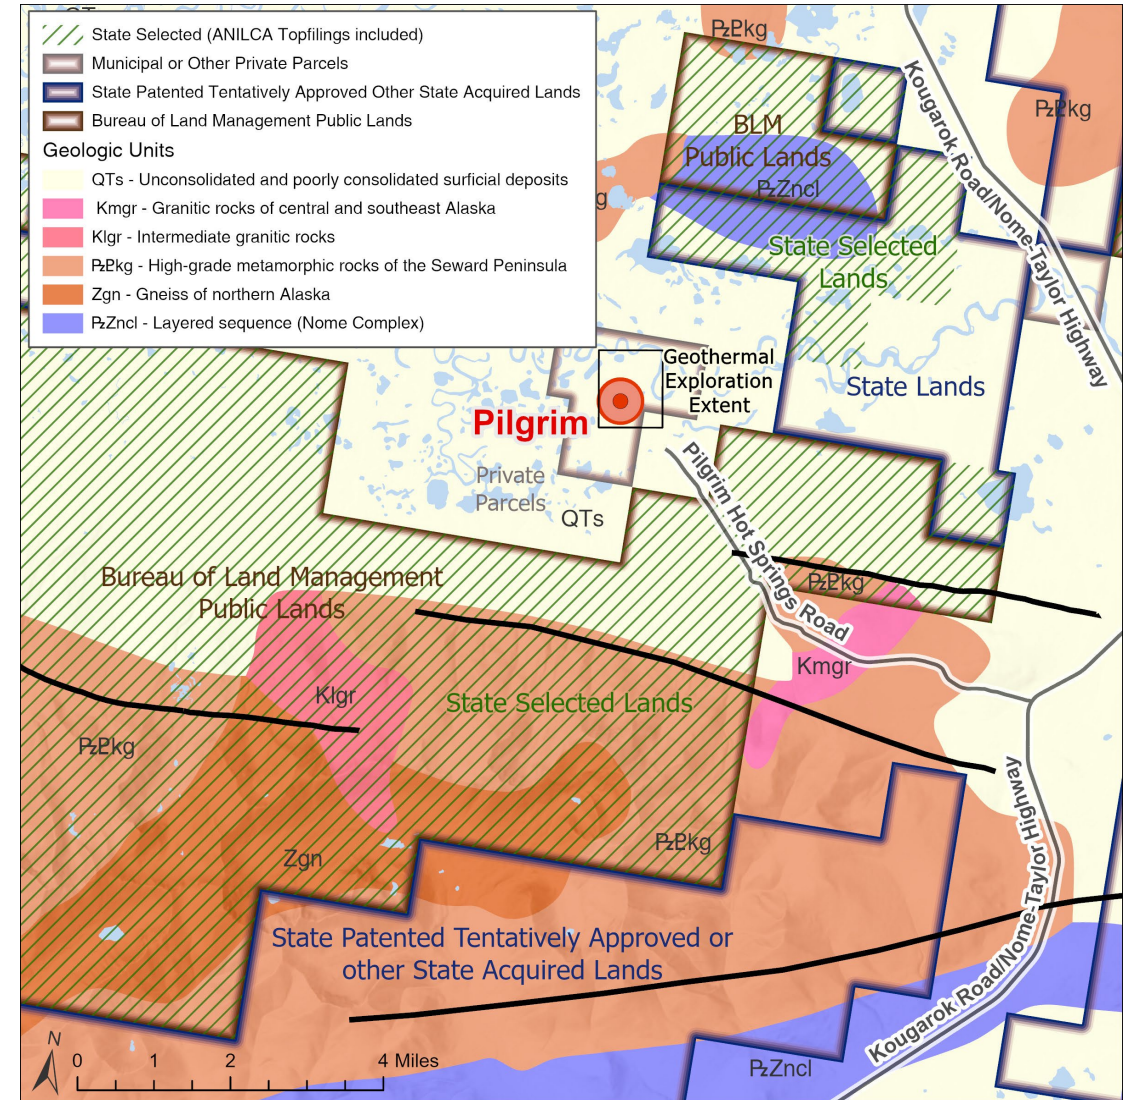 QTs
State Selected (ANILCA Topfilings included)
Municipal or Other Private Parcels
State Patented Tentatively Approved Other State Acquired Lands
Bureau of Land Management Public Lands
Geologic Units
QTs - Unconsolidated and poorly consolidated surficial deposits
Kmgr - Granitic rocks of central and southeast Alaska
Klgr - Intermediate granitic rocks
PzPkg - High-grade metamorphic rocks of the Seward Peninsula
Zgn - Gneiss of northern Alaska
PzZncl - Layered sequence (Nome Complex)
PzPkg
PzPkg
Kougarok Road/Nome-Taylor Highway
BLM
Public Lands
PzZncl
g
State Selected
Lands
State Lands
Geothermal
Exploration
Extent
Pilgrim
Private
Parcels
QTs
Pilgrim Hot Springs Road
Bureau of Land Management
Public Lands
PzPkg
Kmgr
Klgr
State Selected Lands
PzPkg
PzPkg
Zgn
Kougarok Road/Nome-Taylor Highway
State Patented Tentatively Approved or
other State Acquired Lands
PzZncl
N
0 1 2 4 Miles